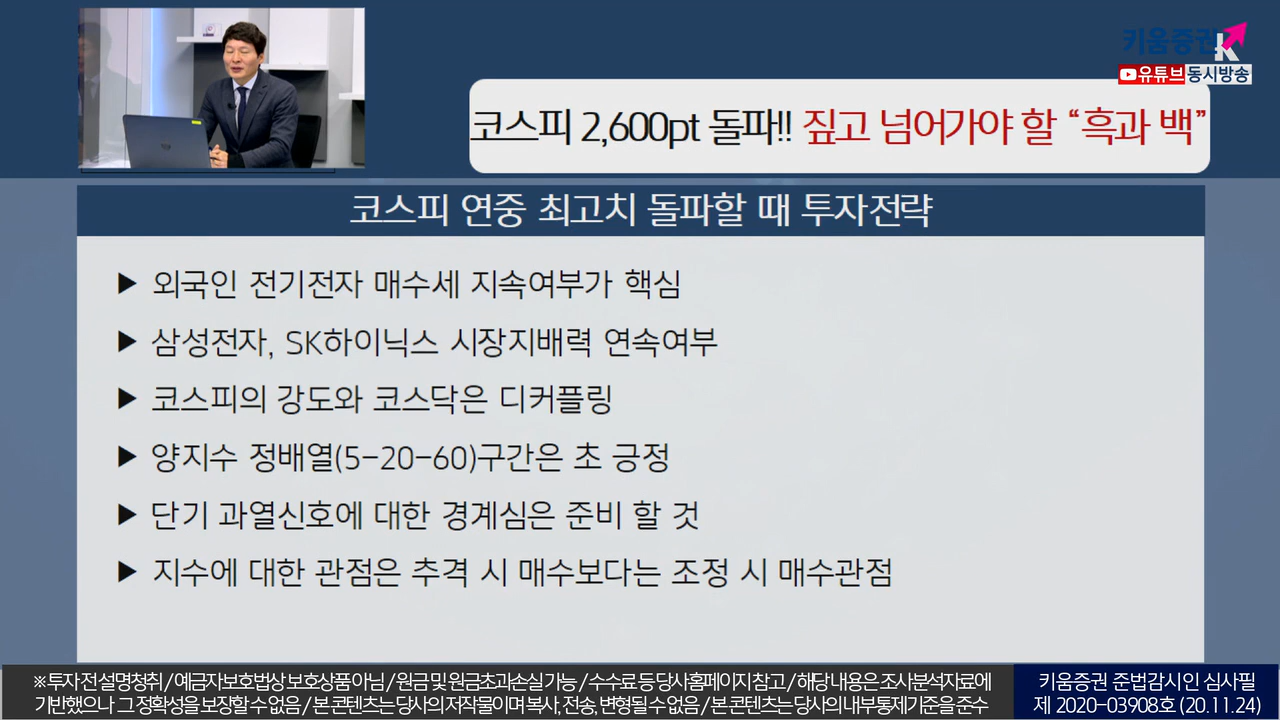 키움증권
유튜브동시방송
코스피 2,600pt 돌파!! 짚고 넘어가야 할 “흑과 백”
코스피 연중 최고치 돌파할 때 투자전략
▶ 외국인 전기전자 매수세 지속여부가 핵심
▶ 삼성전자, SK하이닉스 시장지배력 연속여부
▶ 코스피의 강도와 코스닥은 디커플링
▶ 양지수 정배열(5-20-60)구간은 초 긍정
▶ 단기 과열신호에 대한 경계심은 준비 할 것
▶ 지수에 대한 관점은 추격 시 매수보다는 조정 시 매수관점
※ 투자 전 설명청취 / 예금자보호법상 보호상품 아님 / 원금 및 원금초과손실 가능 / 수수료 등 당사홈페이지 참고 / 해당 내용은 조사분석자료에
기반했으나 그 정확성을 보장할 수 없음 / 본 콘텐츠는 당사의 저작물이며 복사, 전송, 변형될 수 없음 / 본 콘텐츠는 당사의 내부통제기준을 준수
키움증권 준법감시인 심사필
제 2020-03908호 (20.11.24)